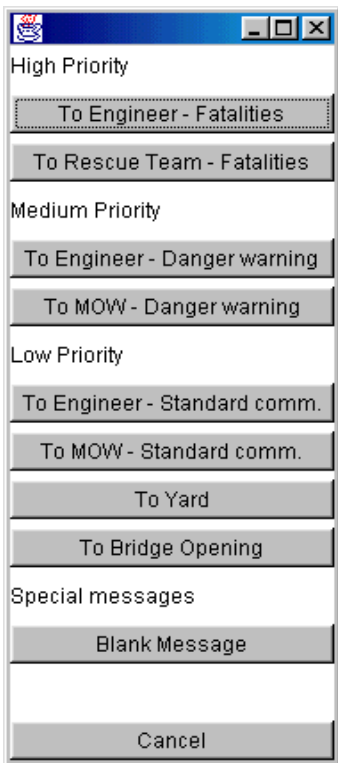 High Priority
To Engineer - Fatalities
To Rescue Team - Fatalities
Medium Priority
To Engineer - Danger warning
To MOW - Danger warning
Low Priority
To Engineer - Standard comm.
To MOW - Standard comm.
To Yard
To Bridge Opening
Special messages
Blank Message
Cancel